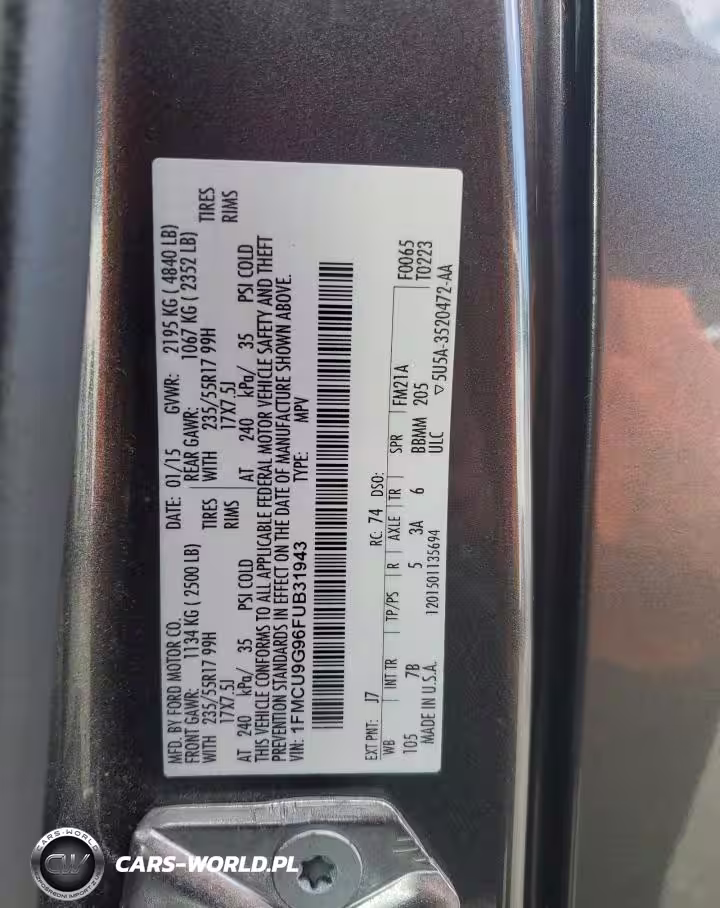 MFD. BY FORD MOTOR CO.
DATE: 01/15 GVWR: 2195 KG ( 4840 LB)
FRONT GAWR: 1134 KG ( 2500 LB) REAR GAWR: 1067 KG ( 2352 LB)
WITH 235/55R17 99H TIRES WITH 235/55R17 99H TIRES
17X7.5J RIMS 17X7.5J RIMS
AT 240 kPa/ 35 PSI COLD AT 240 kPa/ 35 PSI COLD
THIS VEHICLE CONFORMS TO ALL APPLICABLE FEDERAL MOTOR VEHICLE SAFETY AND THEFT
PREVENTION STANDARDS IN EFFECT ON THE DATE OF MANUFACTURE SHOWN ABOVE.
VIN: 1FMCU9G96FUB31943 TYPE: MPV
F0065
T0223
EXT PNT: J7 RC: 74 DSO: FM21A
WB INT TR TP/PS R AXLE TR SPR
105 7B 5 3A 6 BBMM 205
MADE IN U.S.A. 1201501135694 ULC
▽5U5A-3520472-AA
CARS-WORLD
CW
POŚREDNICY IMPORT Z
CARS-WORLD.PL